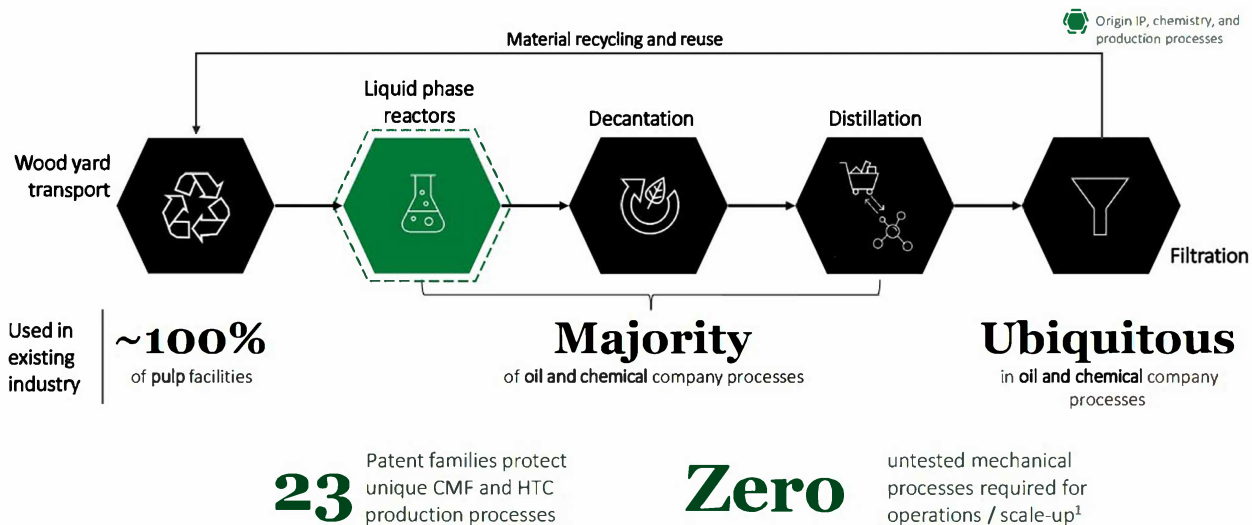 Origin IP, chemistry, and
production processes
Material recycling and reuse
Liquid phase
reactors
Decantation
Distillation
Wood yard
transport
Filtration
Used in
existing
industry
~100%
of pulp facilities
Majority
of oil and chemical company processes
Ubiquitous
in oil and chemical company
processes
23
Patent families protect
unique CMF and HTC
production processes
Zero
untested mechanical
processes required for
operations / scale-up¹